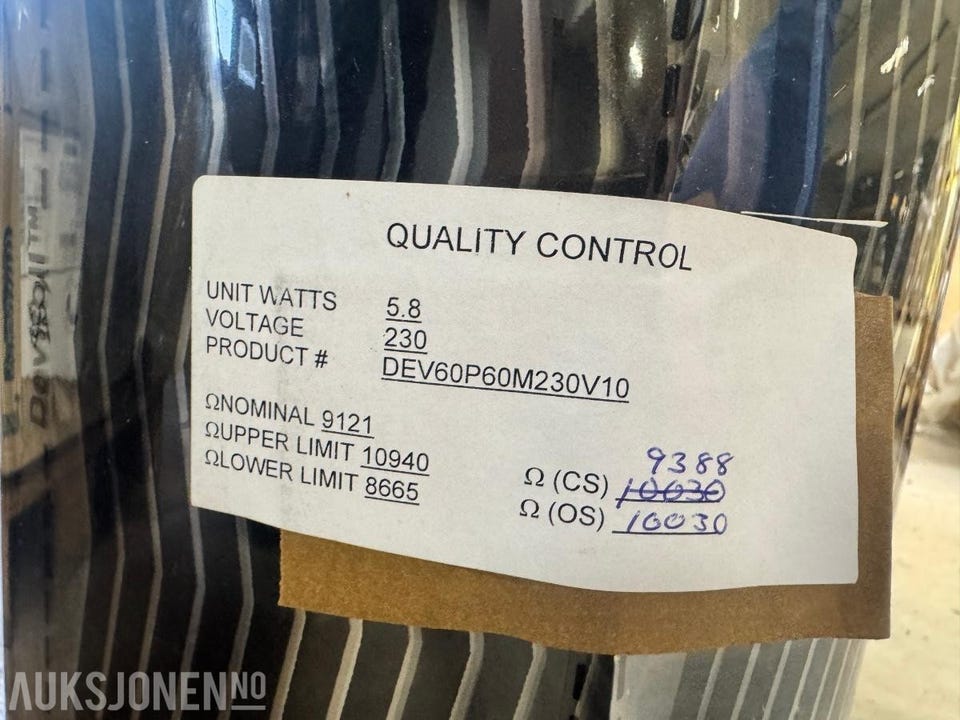 QUALITY CONTROL
UNIT WATTS 5.8
VOLTAGE 230
PRODUCT # DEV60P60M230V10
ΩNOMINAL 9121
ΩUPPER LIMIT 10940
ΩLOWER LIMIT 8665
9388
Ω (CS) 10030
Ω (OS) 10030
AUKSJONEN.NO